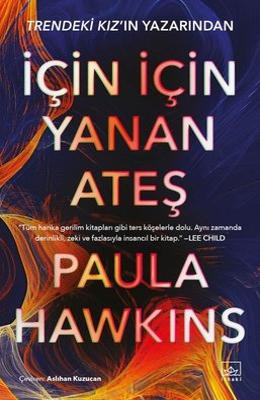 TRENDEKİ KIZ'IN YAZARINDAN
İÇİN İÇİN
YANAN
ATEŞ
"Tüm harika gerilim kitapları gibi ters köşelerle dolu. Aynı zamanda
derinlikli, zeki ve fazlasıyla insancıl bir kitap." –LEE CHILD
PAULA
HAWKINS
Çeviren: Aslıhan Kuzucan
ithaki